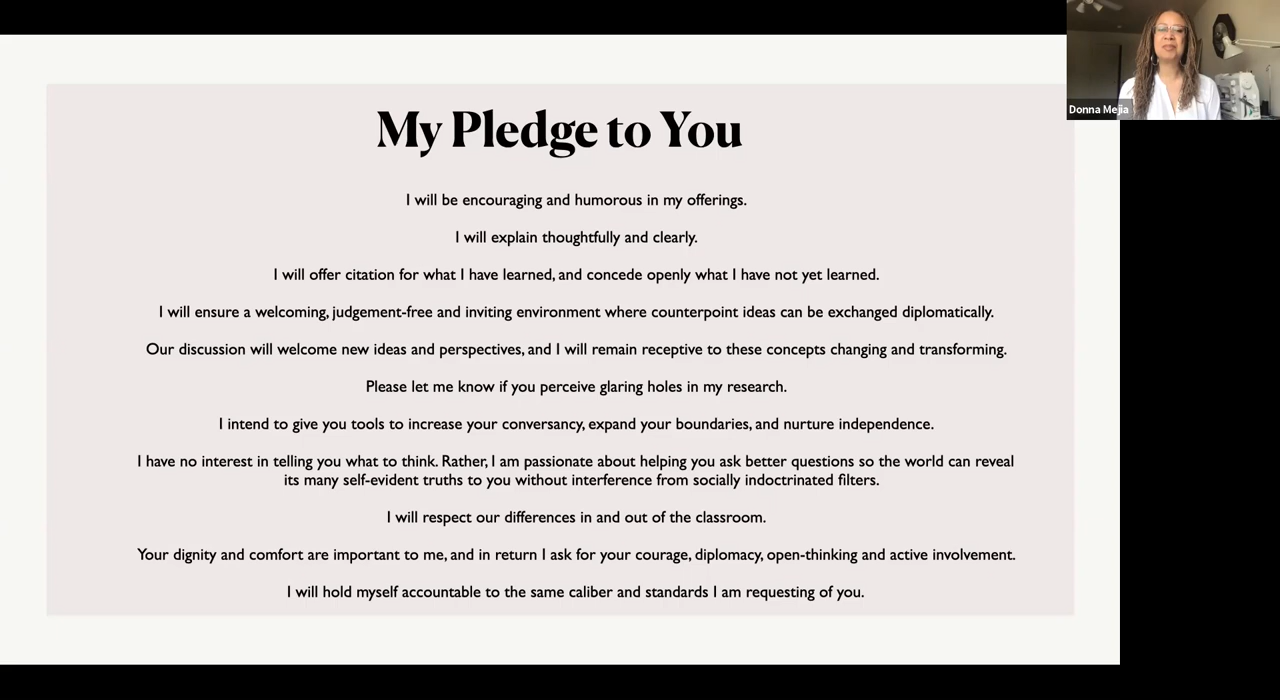 My Pledge to You
I will be encouraging and humorous in my offerings.
I will explain thoughtfully and clearly.
I will offer citation for what I have learned, and concede openly what I have not yet learned.
I will ensure a welcoming, judgement-free and inviting environment where counterpoint ideas can be exchanged diplomatically.
Our discussion will welcome new ideas and perspectives, and I will remain receptive to these concepts changing and transforming.
Please let me know if you perceive glaring holes in my research.
I intend to give you tools to increase your conversancy, expand your boundaries, and nurture independence.
I have no interest in telling you what to think. Rather, I am passionate about helping you ask better questions so the world can reveal
its many self-evident truths to you without interference from socially indoctrinated filters.
I will respect our differences in and out of the classroom.
Your dignity and comfort are important to me, and in return I ask for your courage, diplomacy, open-thinking and active involvement.
I will hold myself accountable to the same caliber and standards I am requesting of you.
Donna Mejia